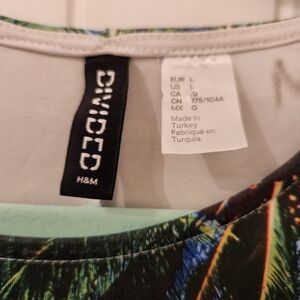 DIVIDED
H&M
EUR L
US L
CA G
CN 175/104A
MX G
Made in
Turkey
Fabriqué en
Turquie